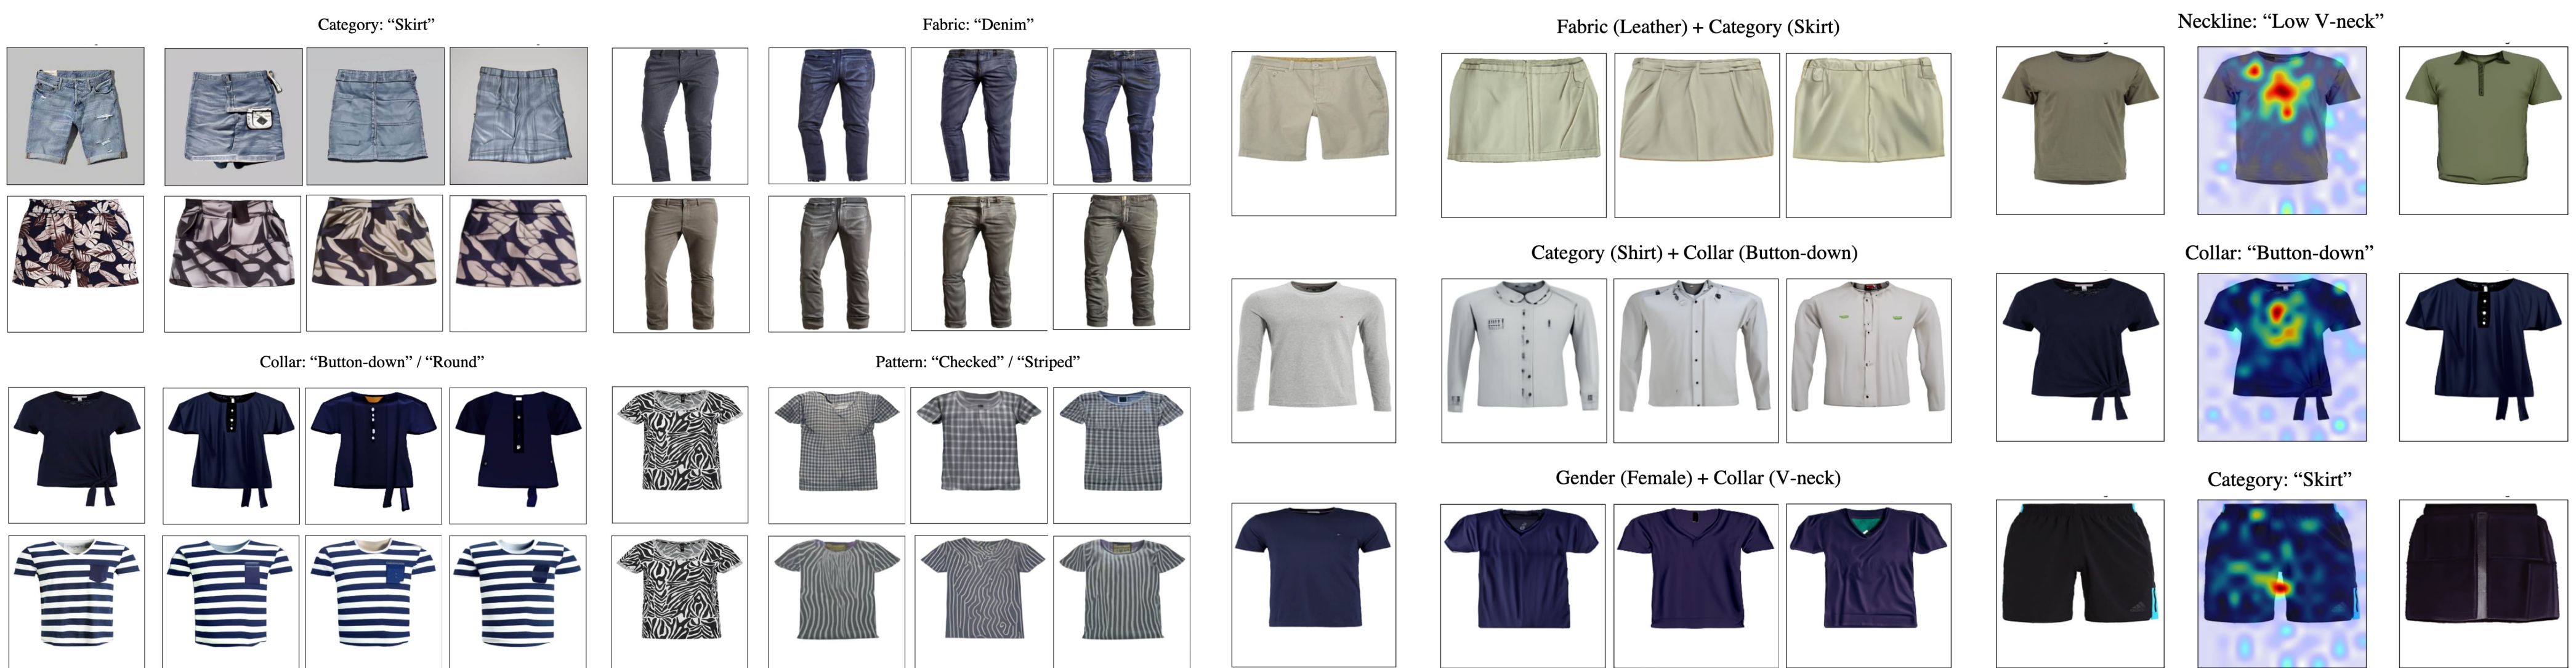 Category: “Skirt”
Fabric: “Denim”
Collar: “Button-down” / “Round”
Pattern: “Checked” / “Striped”
Fabric (Leather) + Category (Skirt)
Category (Shirt) + Collar (Button-down)
Gender (Female) + Collar (V-neck)
Neckline: “Low V-neck”
Collar: “Button-down”
Category: “Skirt”